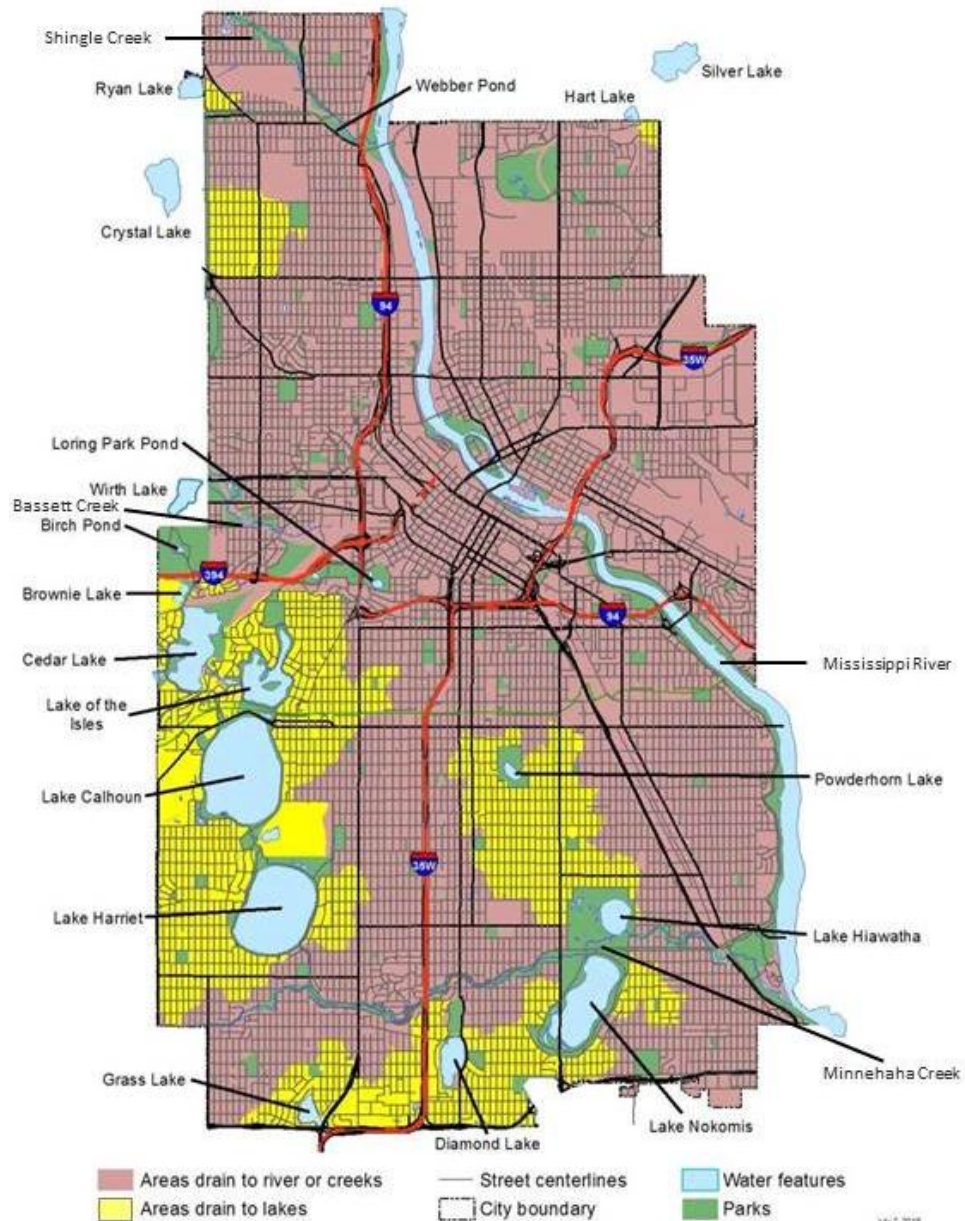 Shingle Creek
Silver Lake
Ryan Lake
Webber Pond
Hart Lake
Crystal Lake
94
35W
Loring Park Pond
Wirth Lake
Bassett Creek
Birch Pond
394
Brownie Lake
94
Cedar Lake
Mississippi River
Lake of the
Isles
Powderhorn Lake
Lake Calhoun
35W
Lake Harriet
Lake Hiawatha
Grass Lake
Minnehaha Creek
Lake Nokomis
Diamond Lake
Areas drain to river or creeks
Street centerlines
Water features
Areas drain to lakes
City boundary
Parks